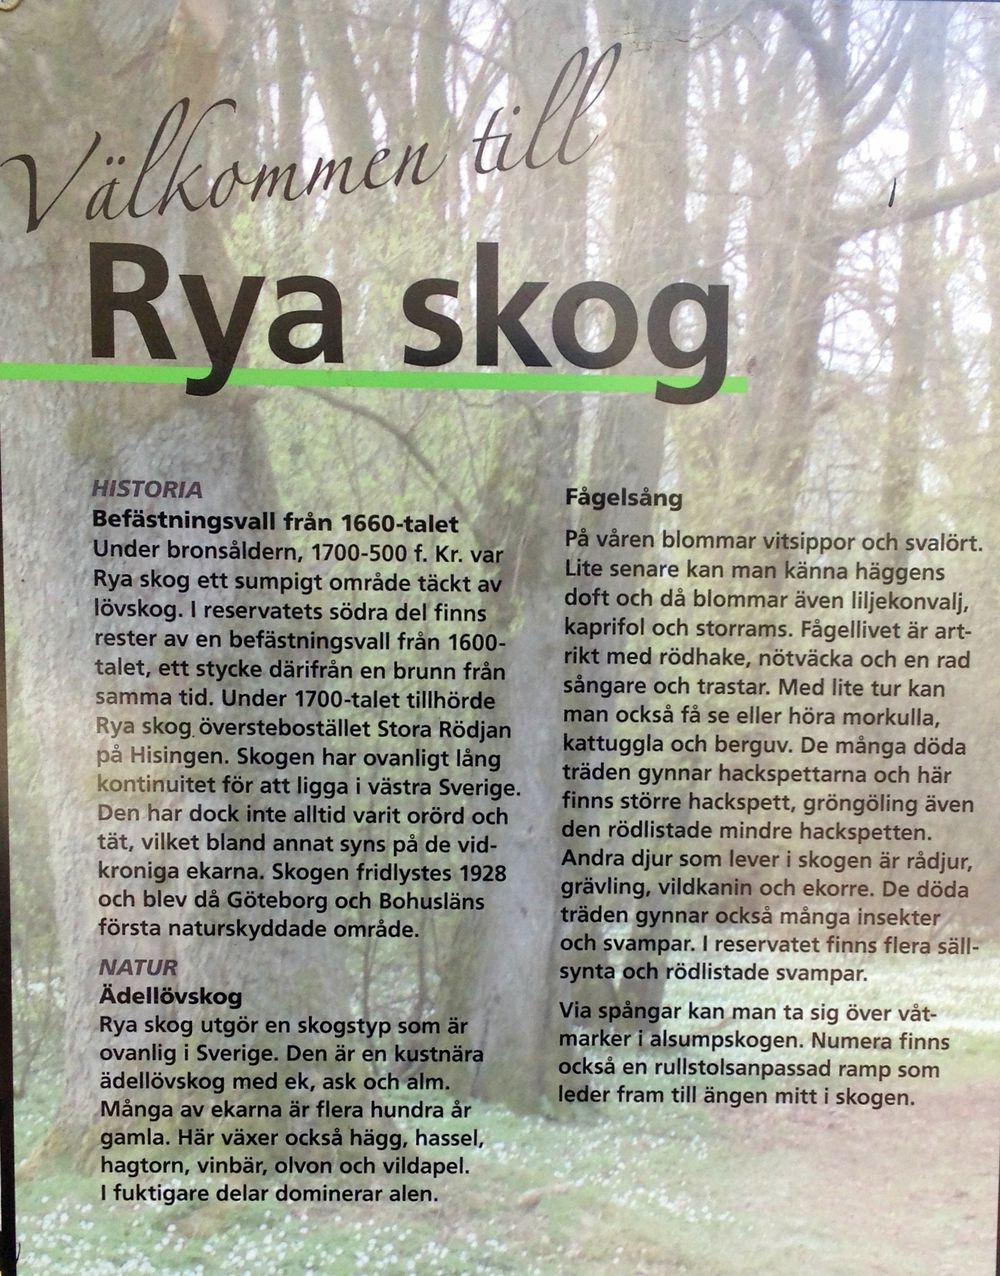 Välkommen till
Rya skog
HISTORIA
Befästningsvall från 1660-talet
Under bronsåldern, 1700-500 f. Kr. var
Rya skog ett sumpigt område täckt av
lövskog. I reservatets södra del finns
rester av en befästningsvall från 1600-
talet, ett stycke därifrån en brunn från
samma tid. Under 1700-talet tillhörde
Rya skog överstebostället Stora Rödjan
på Hisingen. Skogen har ovanligt lång
kontinuitet för att ligga i västra Sverige.
Den har dock inte alltid varit orörd och
tät, vilket bland annat syns på de vid-
kroniga ekarna. Skogen fridlystes 1928
och blev då Göteborg och Bohusläns
första naturskyddade område.
NATUR
Ädellövskog
Rya skog utgör en skogstyp som är
ovanlig i Sverige. Den är en kustnära
ädellövskog med ek, ask och alm.
Många av ekarna är flera hundra år
gamla. Här växer också hägg, hassel,
hagtorn, vinbär, olvon och vildapel.
I fuktigare delar dominerar alen.
Fågelsång
På våren blommar vitsippor och svalört.
Lite senare kan man känna häggens
doft och då blommar även liljekonvalj,
kaprifol och storrams. Fågellivet är art-
rikt med rödhake, nötväcka och en rad
sångare och trastar. Med lite tur kan
man också få se eller höra morkulla,
kattuggla och berguv. De många döda
träden gynnar hackspettarna och här
finns större hackspett, gröngöling även
den rödlistade mindre hackspetten.
Andra djur som lever i skogen är rådjur,
grävling, vildkanin och ekorre. De döda
träden gynnar också många insekter
och svampar. I reservatet finns flera säll-
synta och rödlistade svampar.
Via spångar kan man ta sig över våt-
marker i alsumpskogen. Numera finns
också en rullstolsanpassad ramp som
leder fram till ängen mitt i skogen.